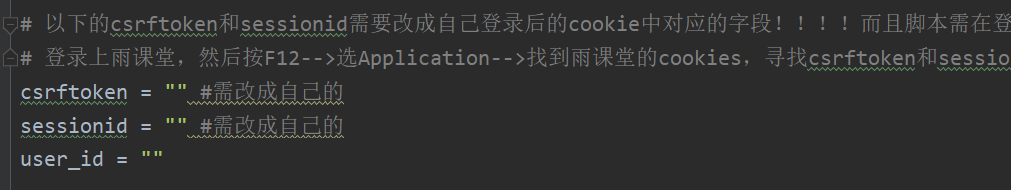 # 以下的csrftoken和sessionid需要改成自己登录后的cookie中对应的字段！！！！而且脚本需在登
# 登录上雨课堂，然后按F12-->选Application-->找到雨课堂的cookies，寻找csrftoken和sessio
csrftoken = "" #需改成自己的
sessionid = "" #需改成自己的
user_id = ""